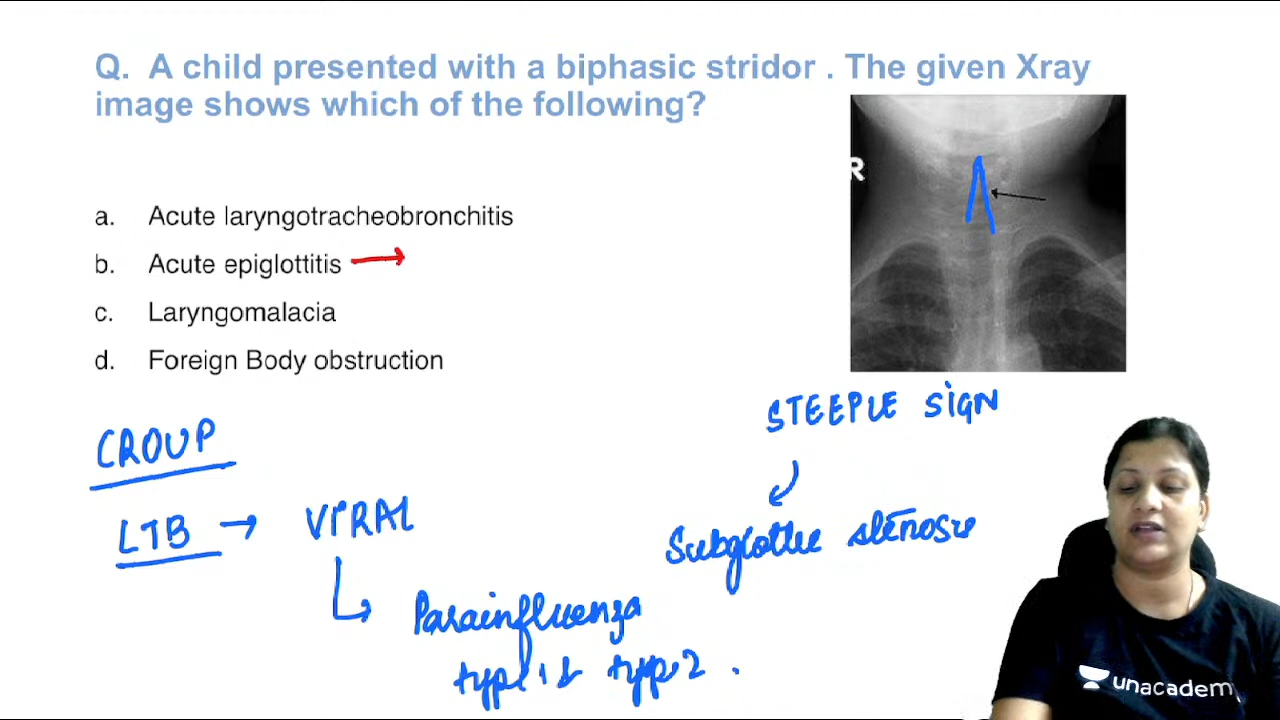 Q. A child presented with a biphasic stridor . The given Xray
image shows which of the following?
R
a. Acute laryngotracheobronchitis
b. Acute epiglottitis
c. Laryngomalacia
d. Foreign Body obstruction
STEEPLE SIGN
CROUP
LTB → VIRAL
Subglottic stenosis
Parainfluenza
type 1 & type 2 .
unacadem